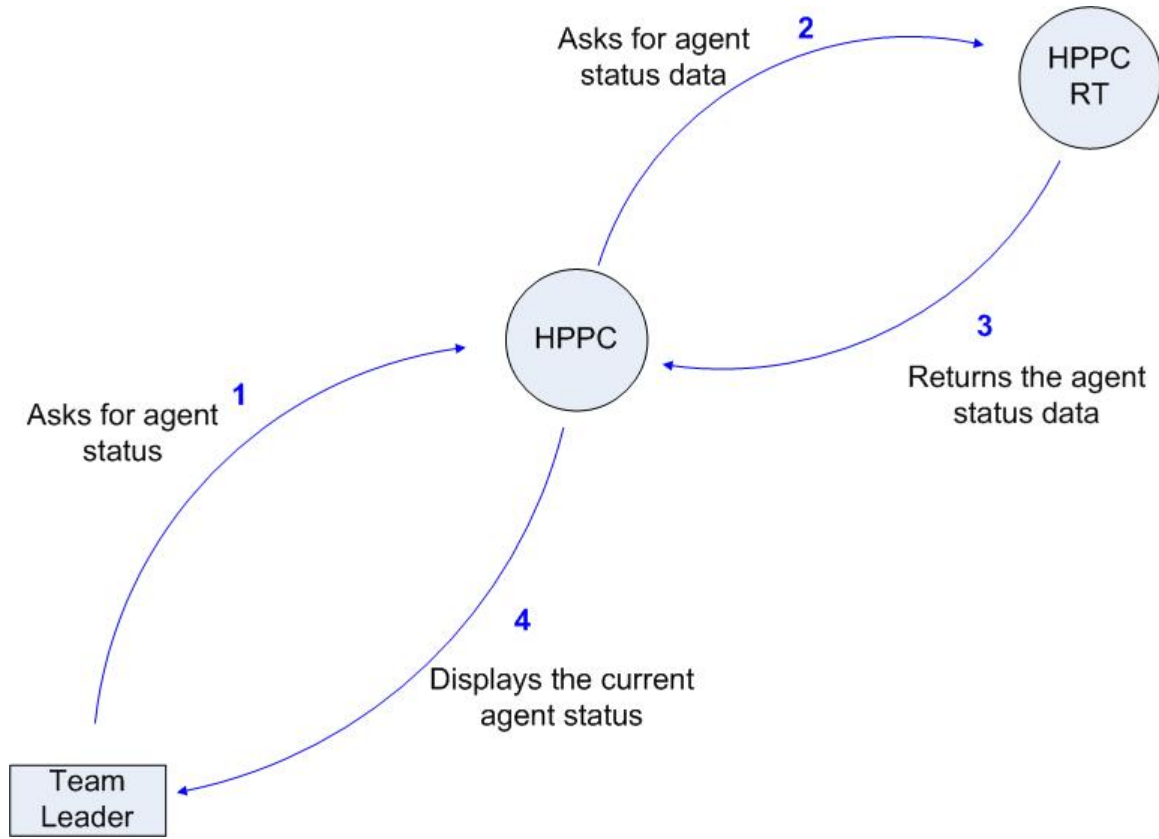 2
Asks for agent
status data
HPPC
RT
HPPC
3
Returns the agent
status data
1
Asks for agent
status
4
Displays the current
agent status
Team
Leader